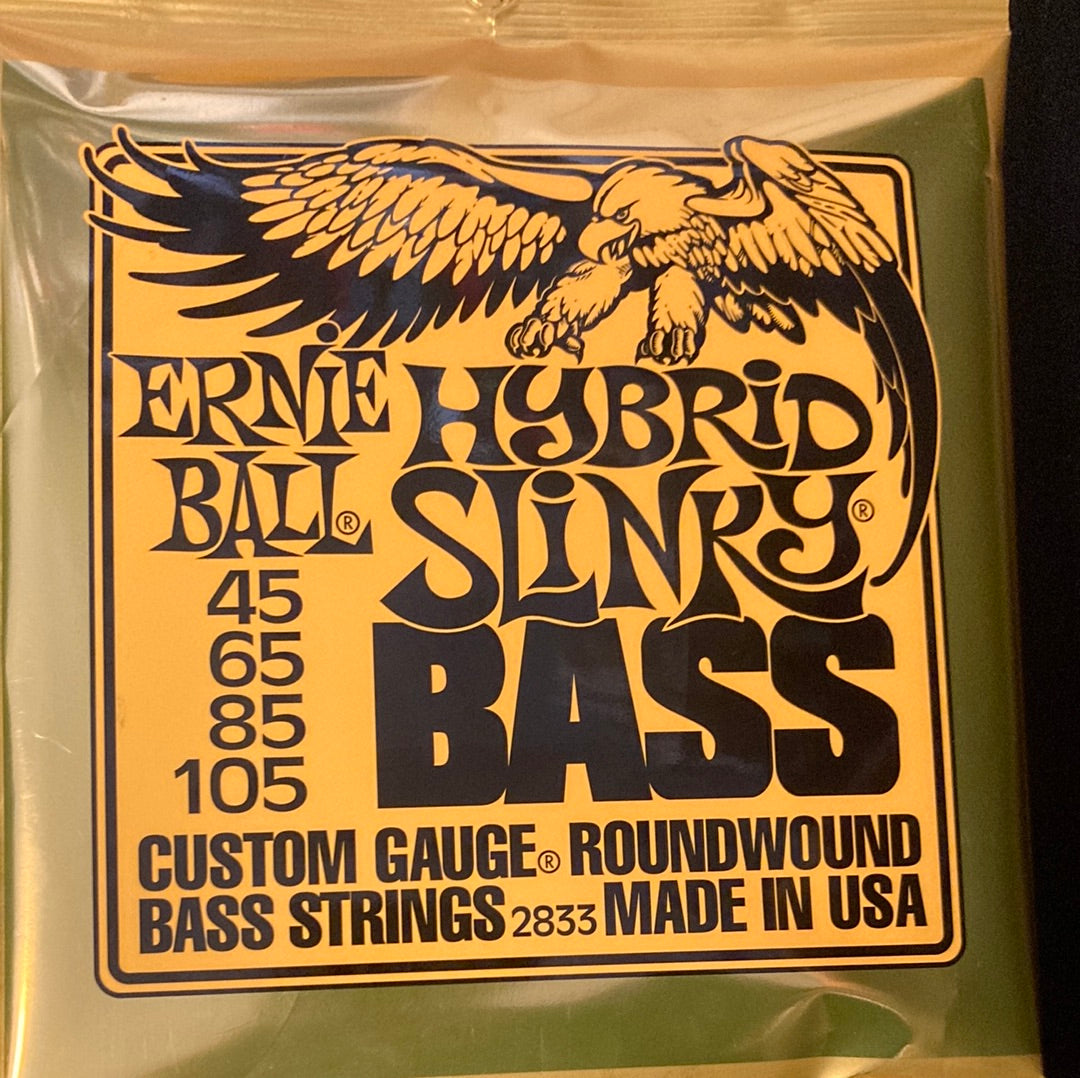 ERNiE
BALL®
HYBRiD
SLiNKY®
BASS
45
65
85
105
CUSTOM GAUGE® ROUNDWOUND
BASS STRINGS 2833 MADE IN USA